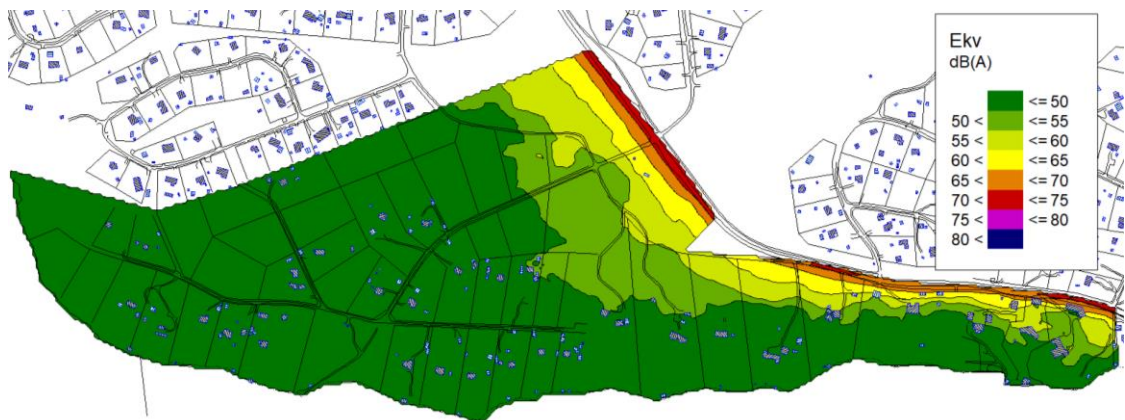 Ekv
dB(A)
<= 50
50 < <= 55
55 < <= 60
60 < <= 65
65 < <= 70
70 < <= 75
75 < <= 80
80 <